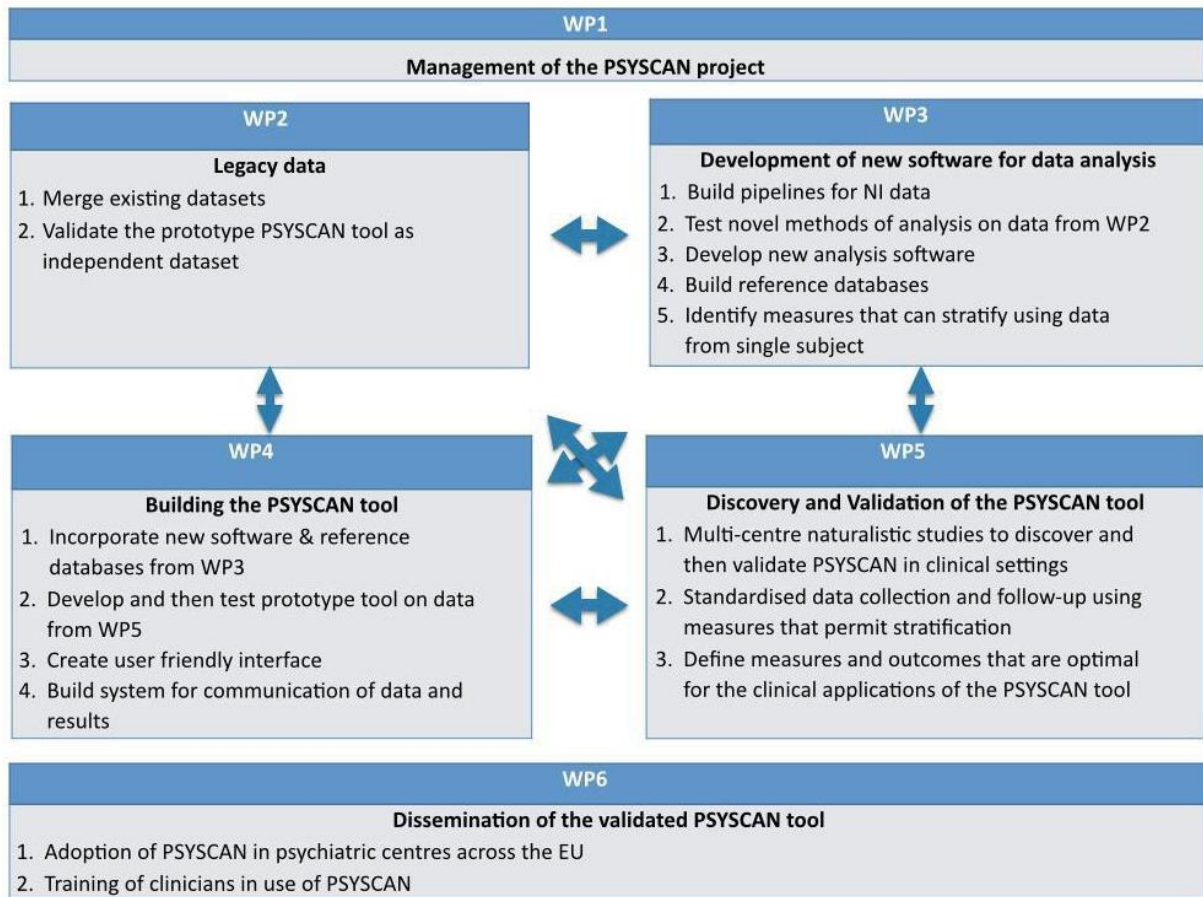 WP1
Management of the PSYSCAN project
WP2
Legacy data
1. Merge existing datasets
2. Validate the prototype PSYSCAN tool as
independent dataset
WP3
Development of new software for data analysis
1. Build pipelines for NI data
2. Test novel methods of analysis on data from WP2
3. Develop new analysis software
4. Build reference databases
5. Identify measures that can stratify using data
from single subject
WP4
Building the PSYSCAN tool
1. Incorporate new software & reference
databases from WP3
2. Develop and then test prototype tool on data
from WP5
3. Create user friendly interface
4. Build system for communication of data and
results
WP5
Discovery and Validation of the PSYSCAN tool
1. Multi-centre naturalistic studies to discover and
then validate PSYSCAN in clinical settings
2. Standardised data collection and follow-up using
measures that permit stratification
3. Define measures and outcomes that are optimal
for the clinical applications of the PSYSCAN tool
WP6
Dissemination of the validated PSYSCAN tool
1. Adoption of PSYSCAN in psychiatric centres across the EU
2. Training of clinicians in use of PSYSCAN